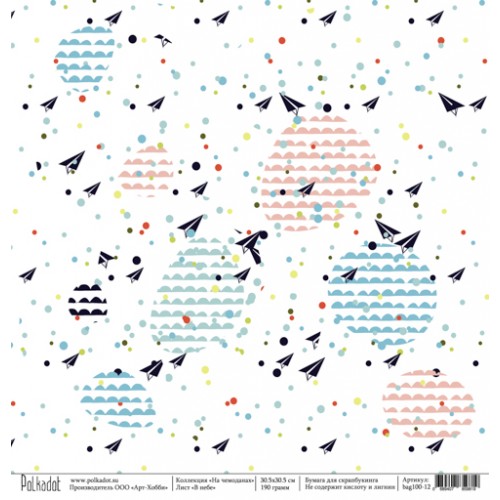 Polkadot
www.polkadot.su
Производитель ООО «Арт-Хобби»
Коллекция «На чемоданах»
Лист «В небе»
30.5x30.5 см
190 грамм
Бумага для скрапбукинга
Не содержит кислоту и лигнин
Артикул:
bag100-12